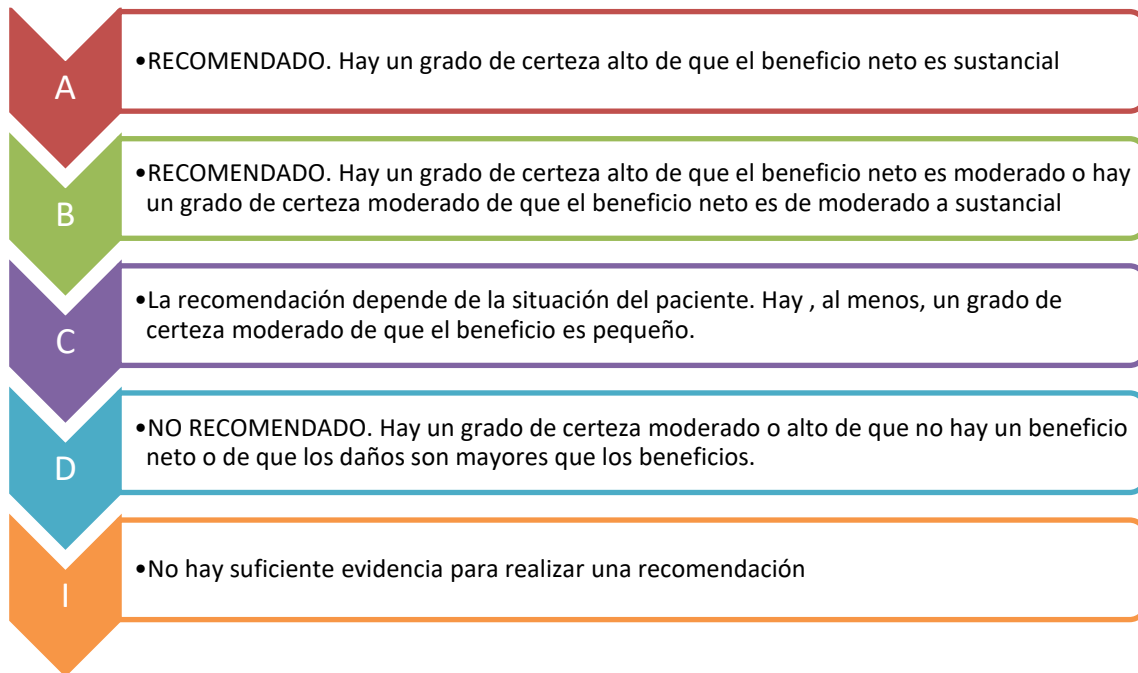 A
•RECOMENDADO. Hay un grado de certeza alto de que el beneficio neto es sustancial
B
•RECOMENDADO. Hay un grado de certeza alto de que el beneficio neto es moderado o hay
un grado de certeza moderado de que el beneficio neto es de moderado a sustancial
C
•La recomendación depende de la situación del paciente. Hay , al menos, un grado de
certeza moderado de que el beneficio es pequeño.
D
•NO RECOMENDADO. Hay un grado de certeza moderado o alto de que no hay un beneficio
neto o de que los daños son mayores que los beneficios.
I
•No hay suficiente evidencia para realizar una recomendación